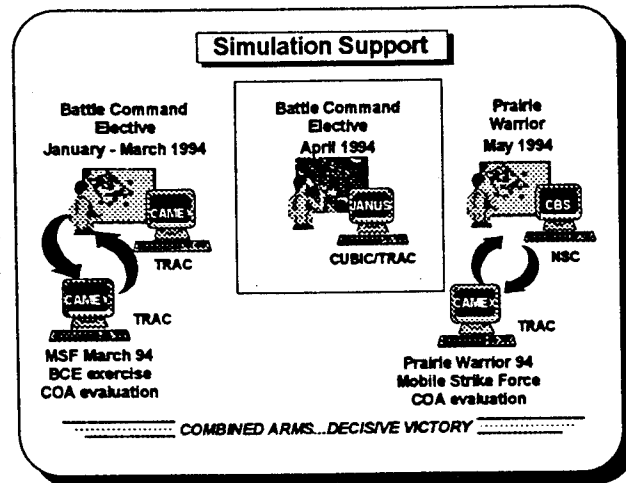 Simulation Support
Battle Command
Elective
January - March 1994
CAMEX
TRAC
CAMEX
TRAC
MSF March 94
BCE exercise
COA evaluation
Battle Command
Elective
April 1994
JANUS
CUBIC/TRAC
Prairie
Warrior
May 1994
CBS
NSC
CAMEX
TRAC
Prairie Warrior 94
Mobile Strike Force
COA evaluation
COMBINED ARMS...DECISIVE VICTORY